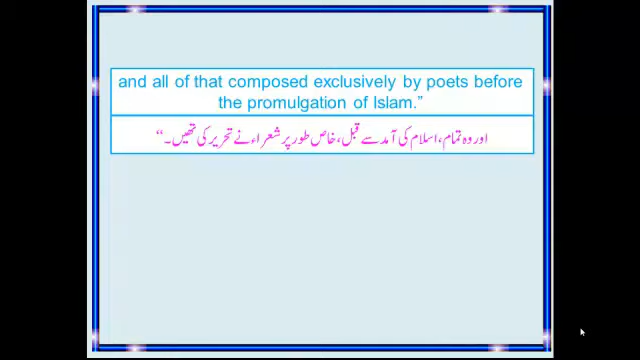 and all of that composed exclusively by poets before
the promulgation of Islam.”
اور وہ تمام، اسلام کی آمد سے قبل، خاص طور پر شعراء نے تحریر کی تھیں۔“